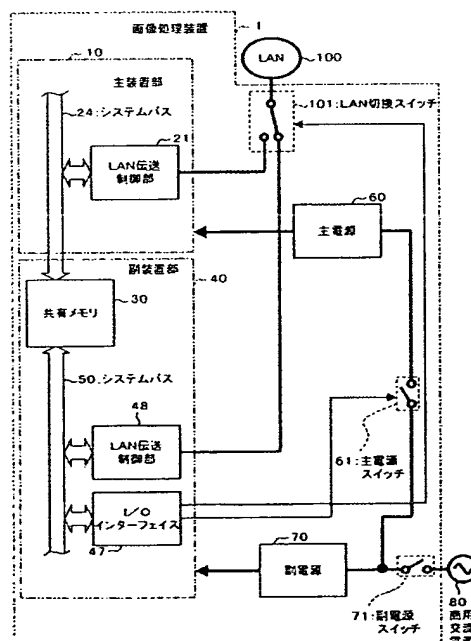 画像処理装置
1
10
主装置部
LAN
100
101:LAN切換スイッチ
24:システムバス
21
LAN伝送
制御部
60
主電源
副装置部
40
共有メモリ
30
50:システムバス
48
LAN伝送
制御部
61:主電源
スイッチ
I/O
インターフェイス
47
70
副電源
71:副電源
スイッチ
80
商用
交流